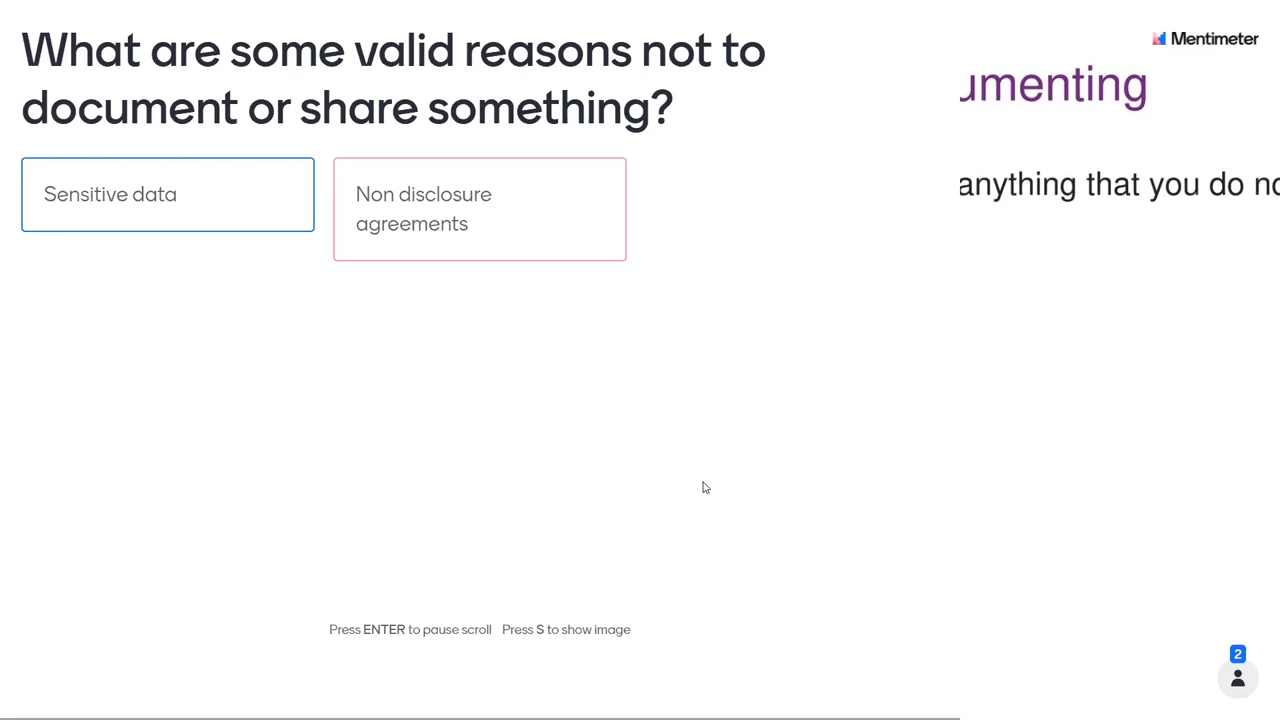 What are some valid reasons not to
document or share something?
Mentimeter
umenting
Sensitive data
Non disclosure
agreements
anything that you do no
Press ENTER to pause scroll Press S to show image
2